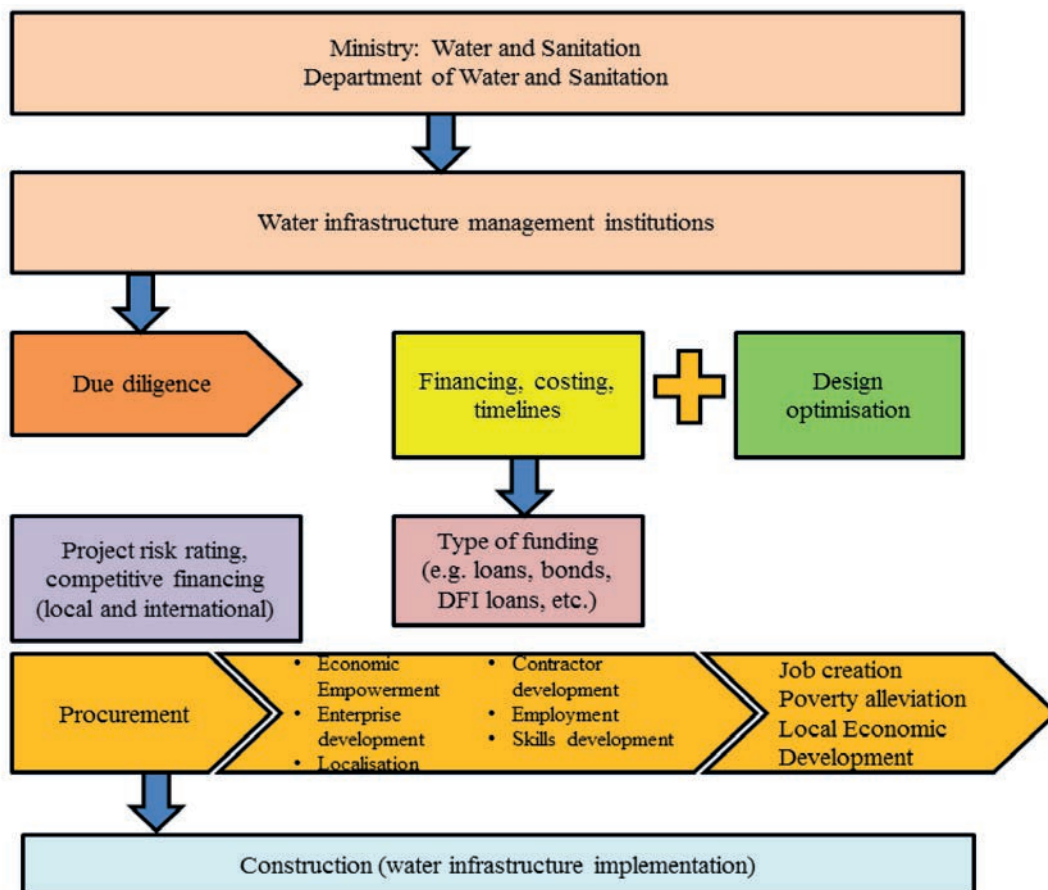 Ministry: Water and Sanitation
Department of Water and Sanitation
Water infrastructure management institutions
Due diligence
Financing, costing,
timelines
Design
optimisation
Project risk rating,
competitive financing
(local and international)
Type of funding
(e.g. loans, bonds,
DFI loans, etc.)
Procurement
• Economic
Empowerment
• Enterprise
development
• Localisation
• Contractor
development
• Employment
• Skills development
Job creation
Poverty alleviation
Local Economic
Development
Construction (water infrastructure implementation)